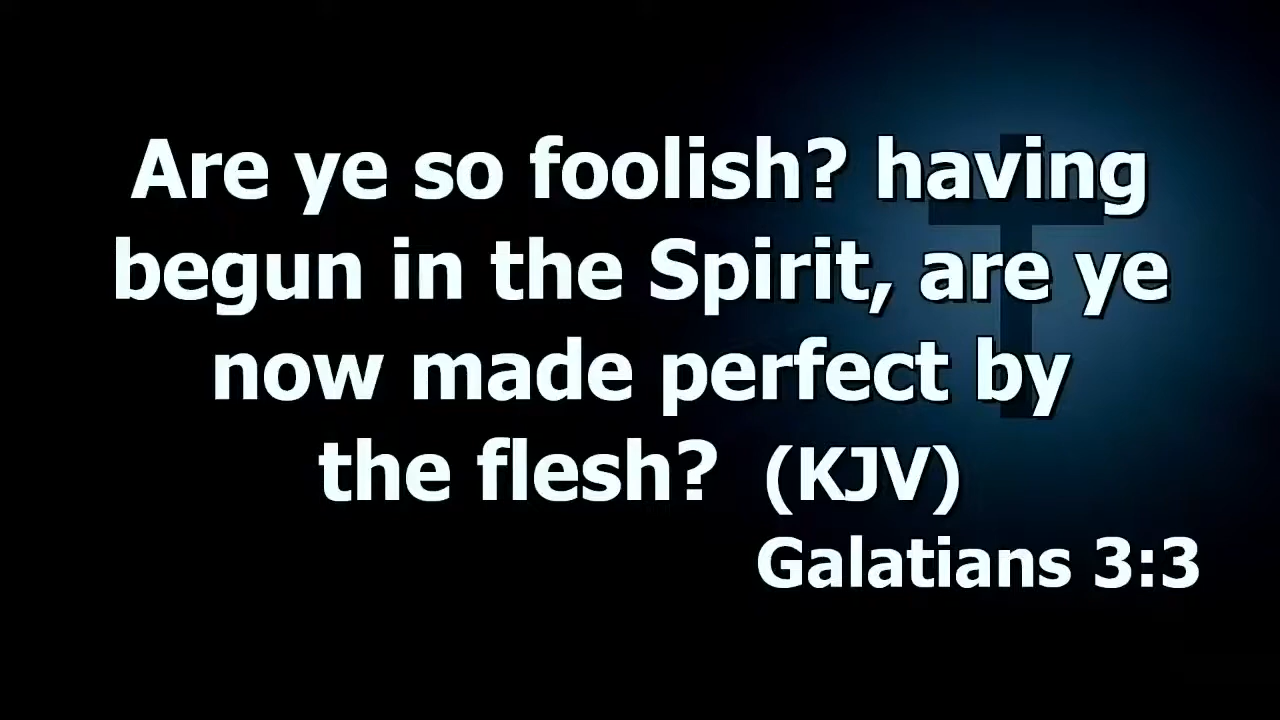 Are ye so foolish? having
begun in the Spirit, are ye
now made perfect by
the flesh? (KJV)
Galatians 3:3